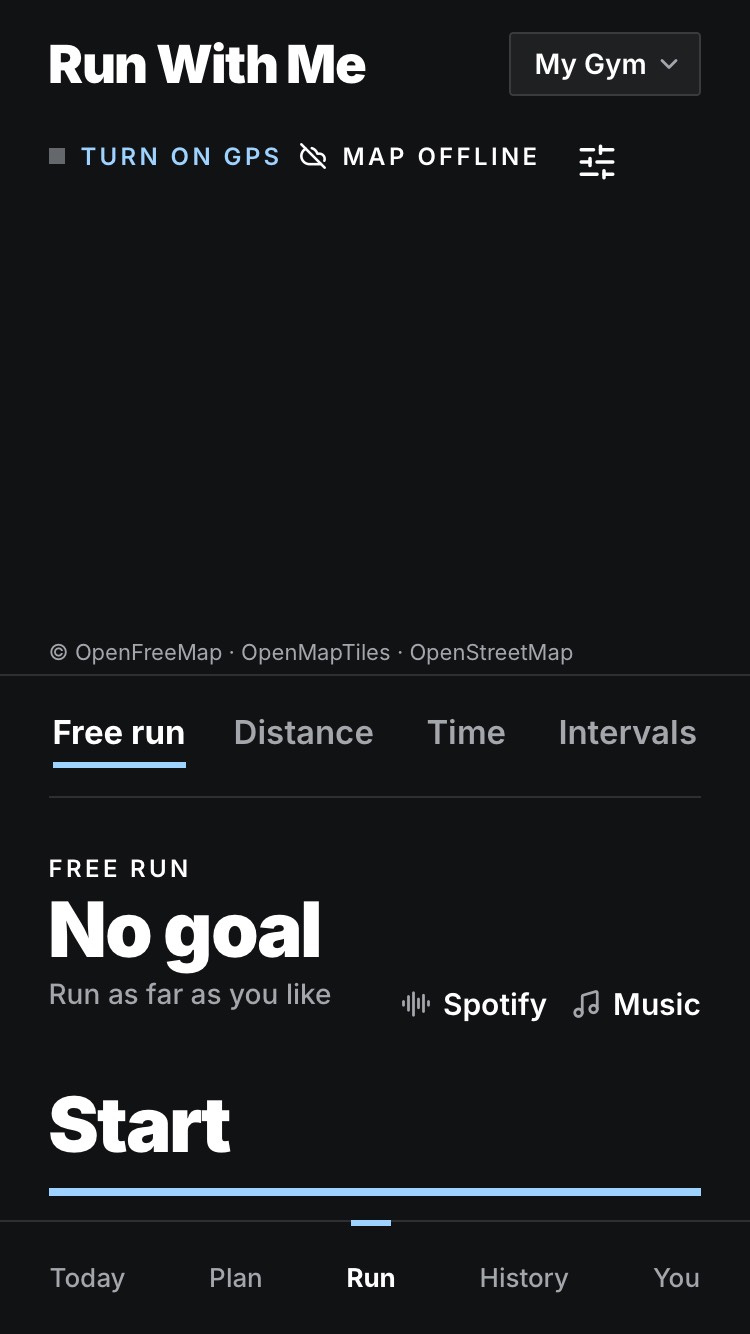 Run With Me
My Gym
TURN ON GPS
MAP OFFLINE
© OpenFreeMap · OpenMapTiles · OpenStreetMap
Free run
Distance
Time
Intervals
FREE RUN
No goal
Run as far as you like
Spotify
Music
Start
Today
Plan
Run
History
You